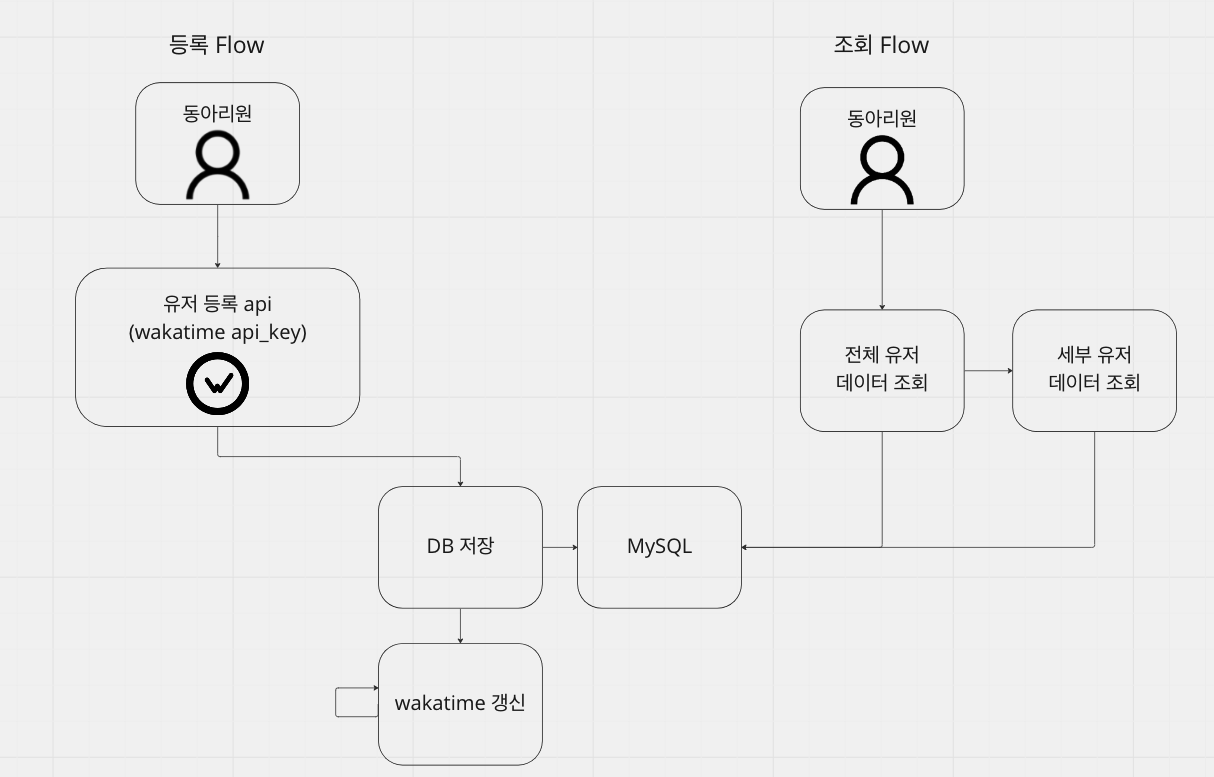 등록 Flow
조회 Flow
동아리원
동아리원
유저 등록 api
(wakatime api_key)
전체 유저
데이터 조회
세부 유저
데이터 조회
DB 저장
MySQL
wakatime 갱신